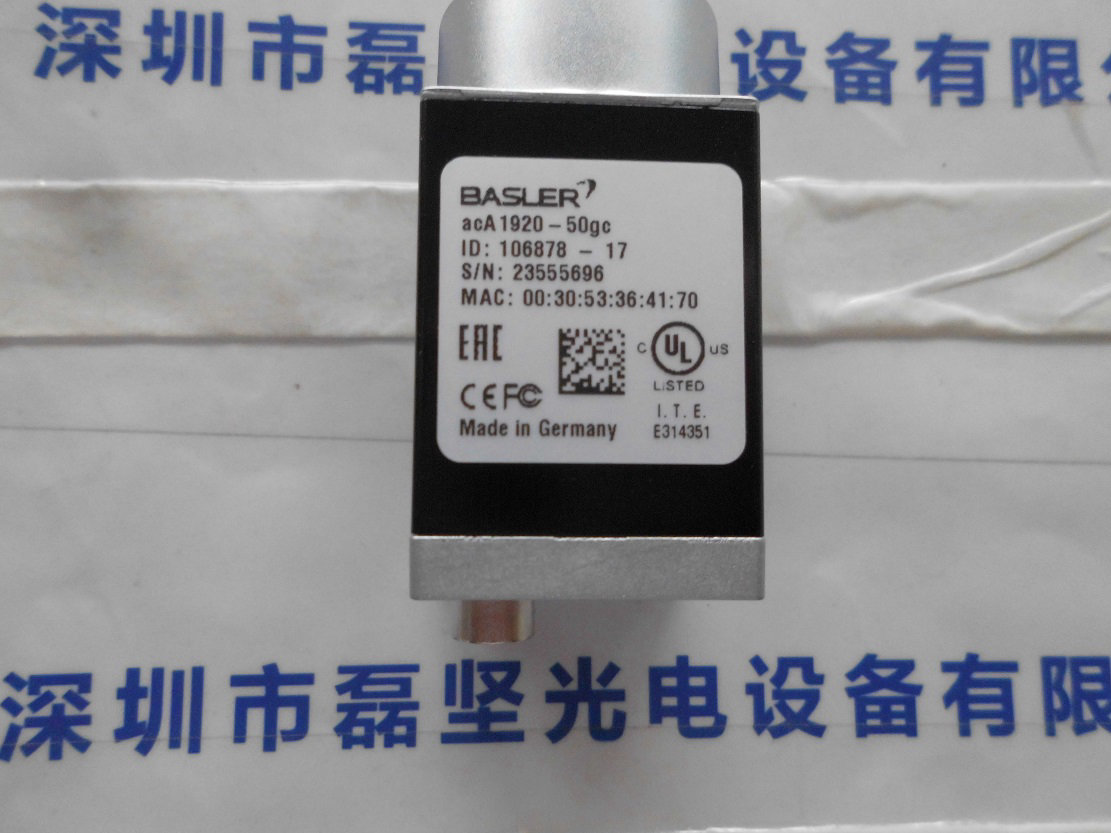 深圳市磊
设备有限
BASLER
acA1920-50gc
ID: 106878 - 17
S/N: 23555696
MAC: 00:30:53:36:41:70
EAC
C UL US
LISTED
CE FC
I. T. E.
Made in Germany
E314351
深圳市磊坚光电设备有限